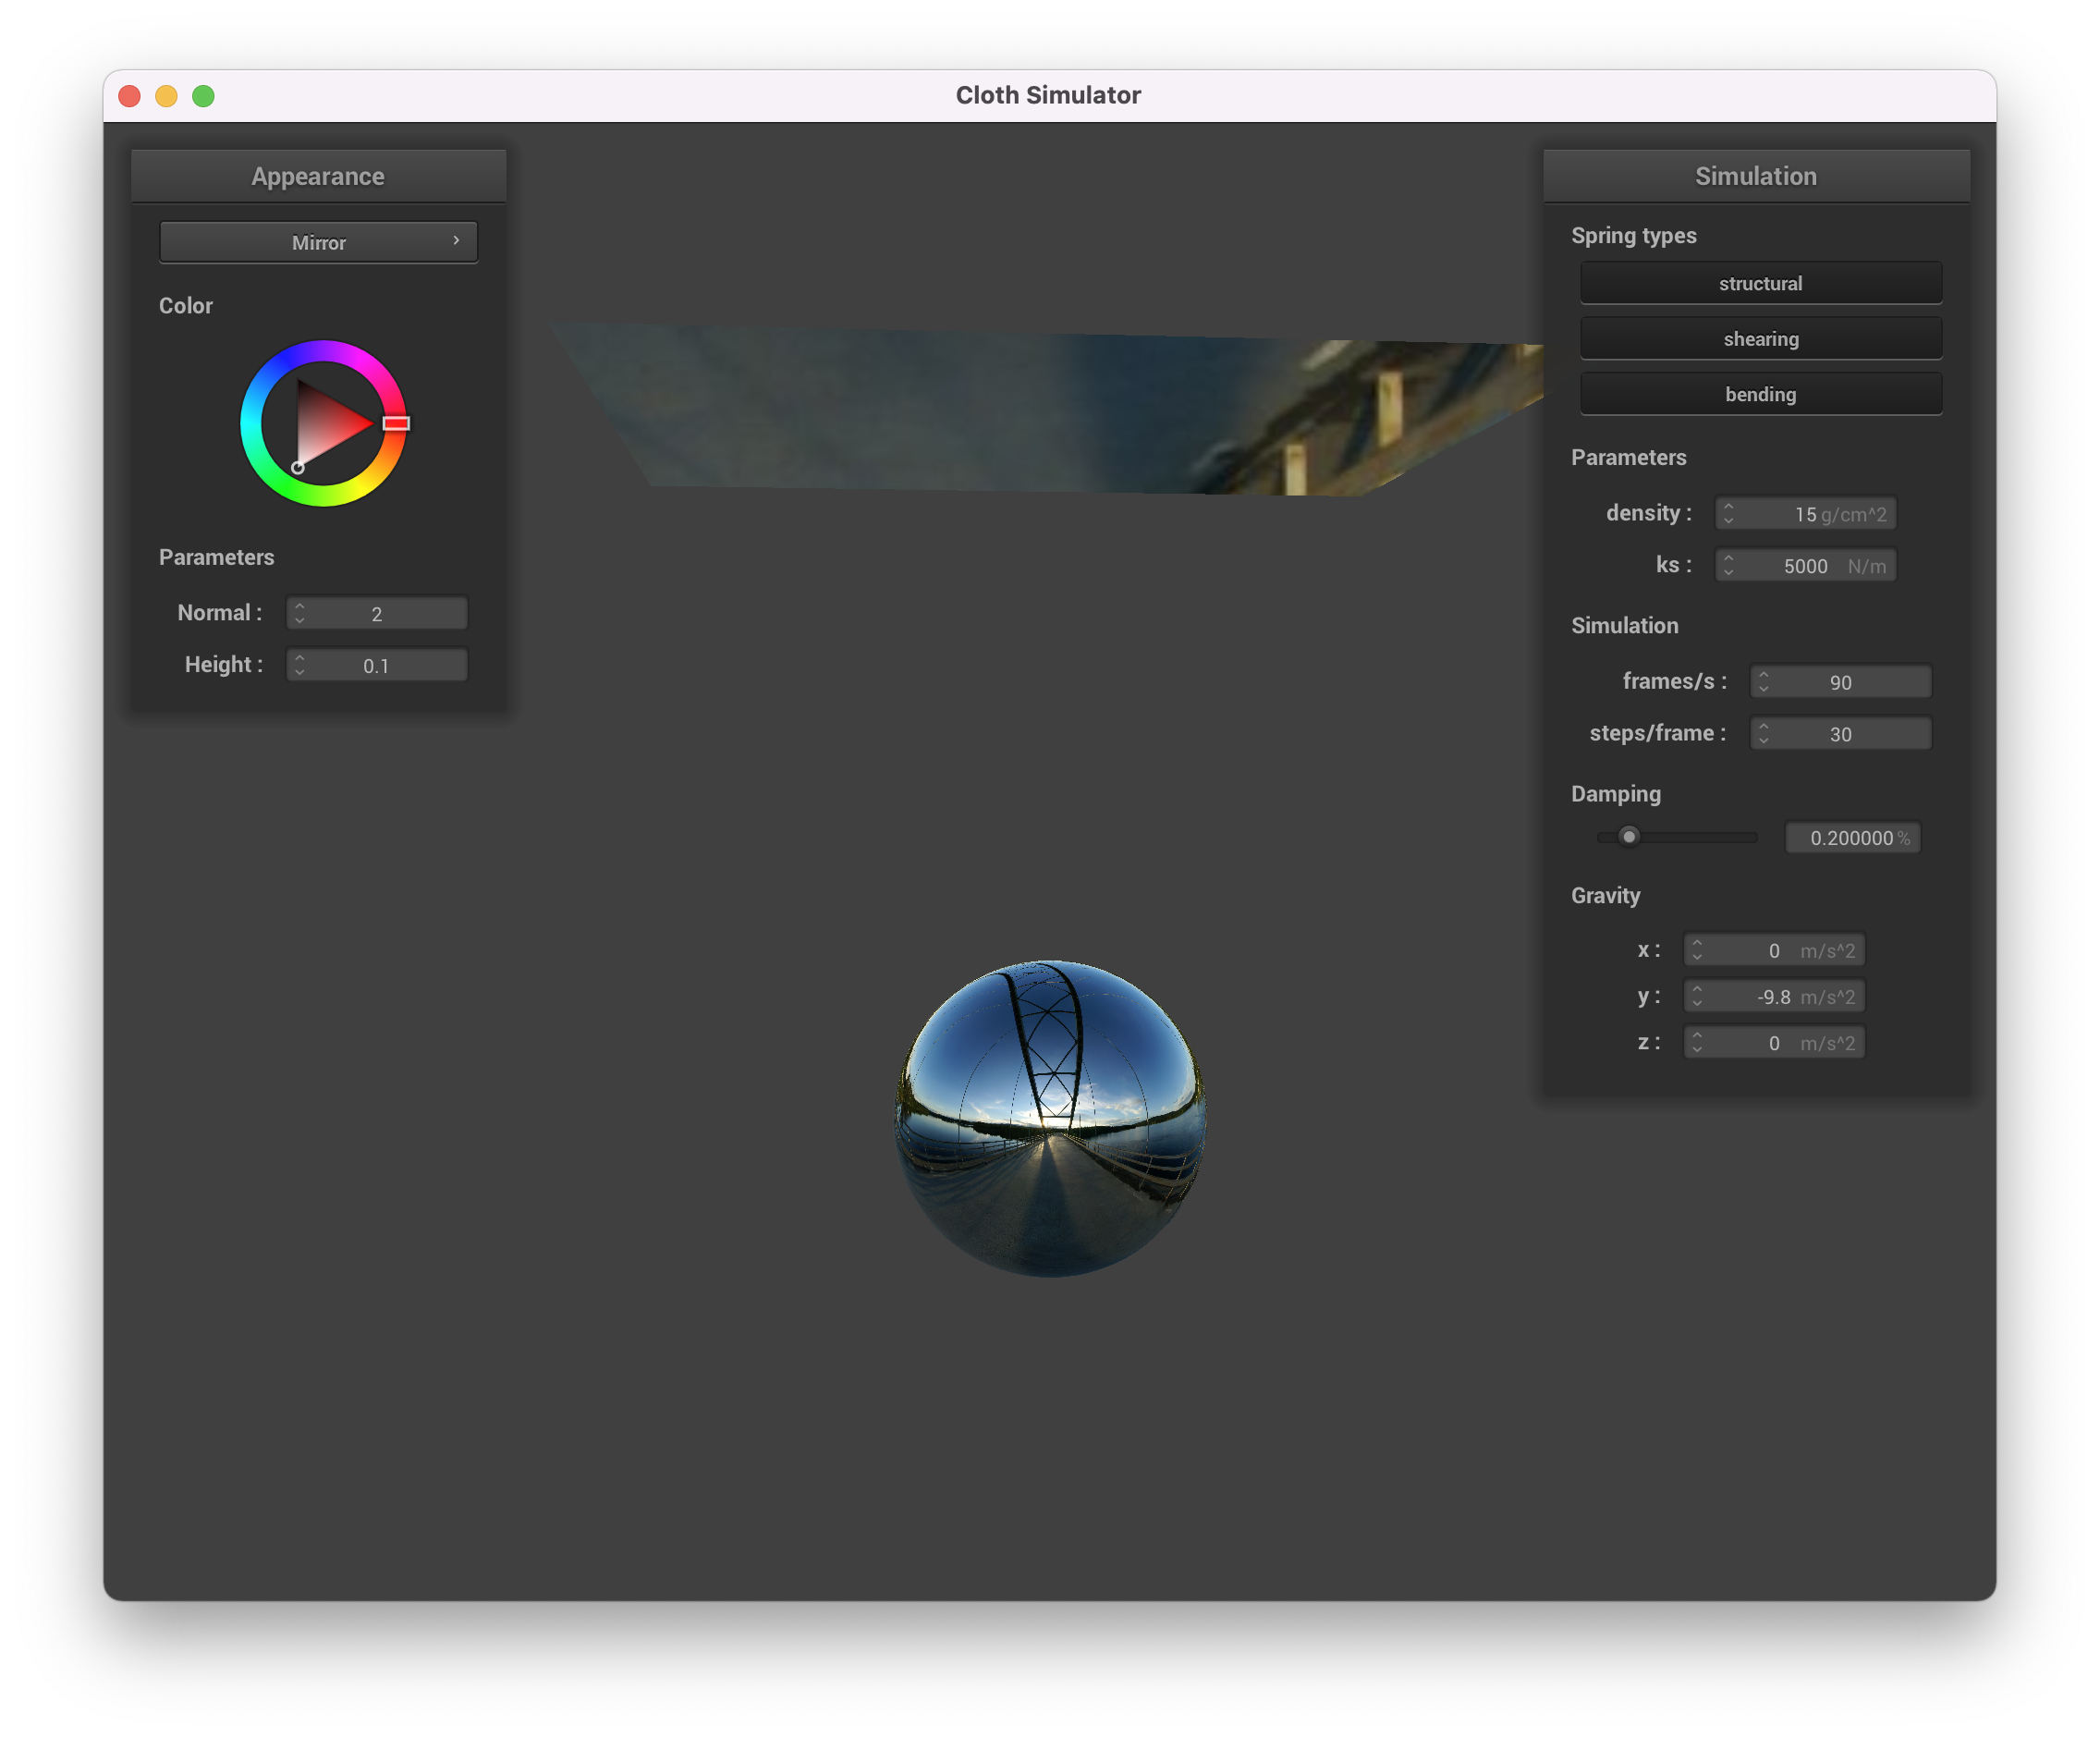 Cloth Simulator
Appearance
Mirror
Color
Parameters
Normal : 2
Height : 0.1
Simulation
Spring types
structural
shearing
bending
Parameters
density : 15 g/cm^2
ks : 5000 N/m
Simulation
frames/s : 90
steps/frame : 30
Damping
0.200000 %
Gravity
x : 0 m/s^2
y : -9.8 m/s^2
z : 0 m/s^2